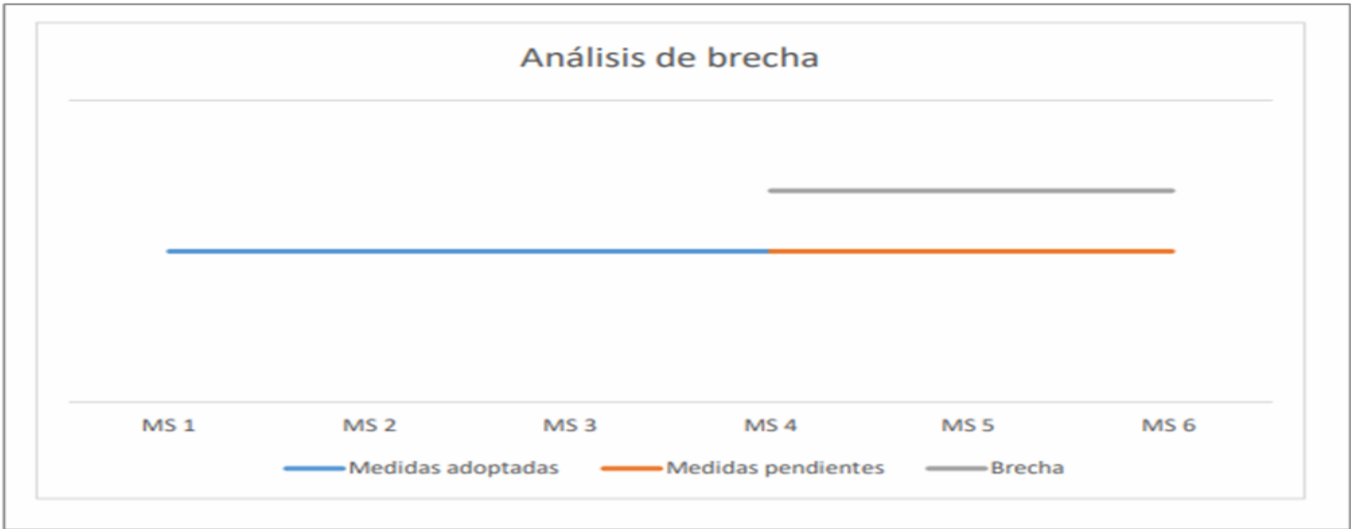 Análisis de brecha
MS 1 MS 2 MS 3 MS 4 MS 5 MS 6
Medidas adoptadas Medidas pendientes Brecha